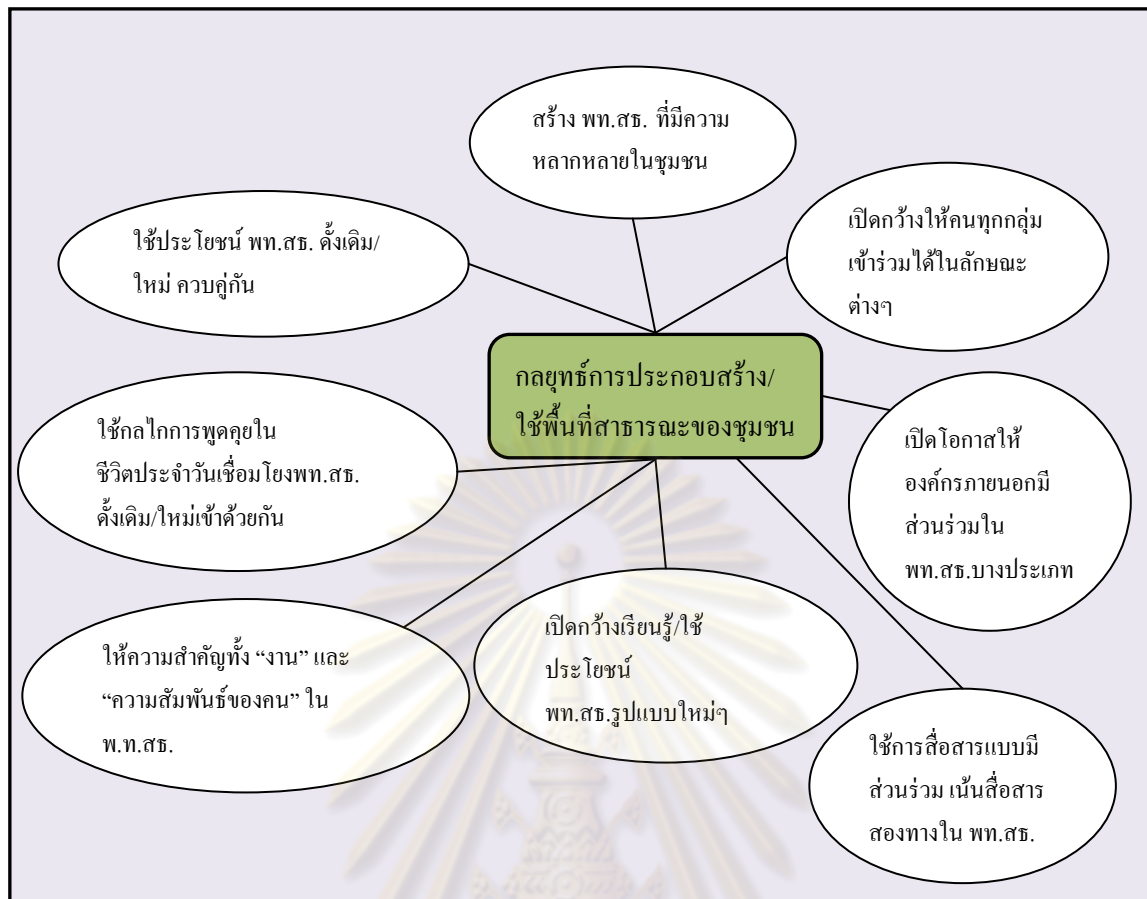 สร้าง พท.สธ. ที่มีความ
หลากหลายในชุมชน
เปิดกว้างให้คนทุกกลุ่ม
เข้าร่วมได้ในลักษณะ
ต่างๆ
ใช้ประโยชน์ พท.สธ. ดั้งเดิม/
ใหม่ ควบคู่กัน
กลยุทธ์การประกอบสร้าง/
ใช้พื้นที่สาธารณะของชุมชน
ใช้กลไกการพูดคุยใน
ชีวิตประจำวันเชื่อมโยงพท.สธ.
ดั้งเดิม/ใหม่เข้าด้วยกัน
เปิดโอกาสให้
องค์กรภายนอกมี
ส่วนร่วมใน
พท.สธ.บางประเภท
ให้ความสำคัญทั้ง “งาน” และ
“ความสัมพันธ์ของคน” ใน
พ.ท.สธ.
เปิดกว้างเรียนรู้/ใช้
ประโยชน์
พท.สธ.รูปแบบใหม่ๆ
ใช้การสื่อสารแบบมี
ส่วนร่วม เน้นสื่อสาร
สองทางใน พท.สธ.